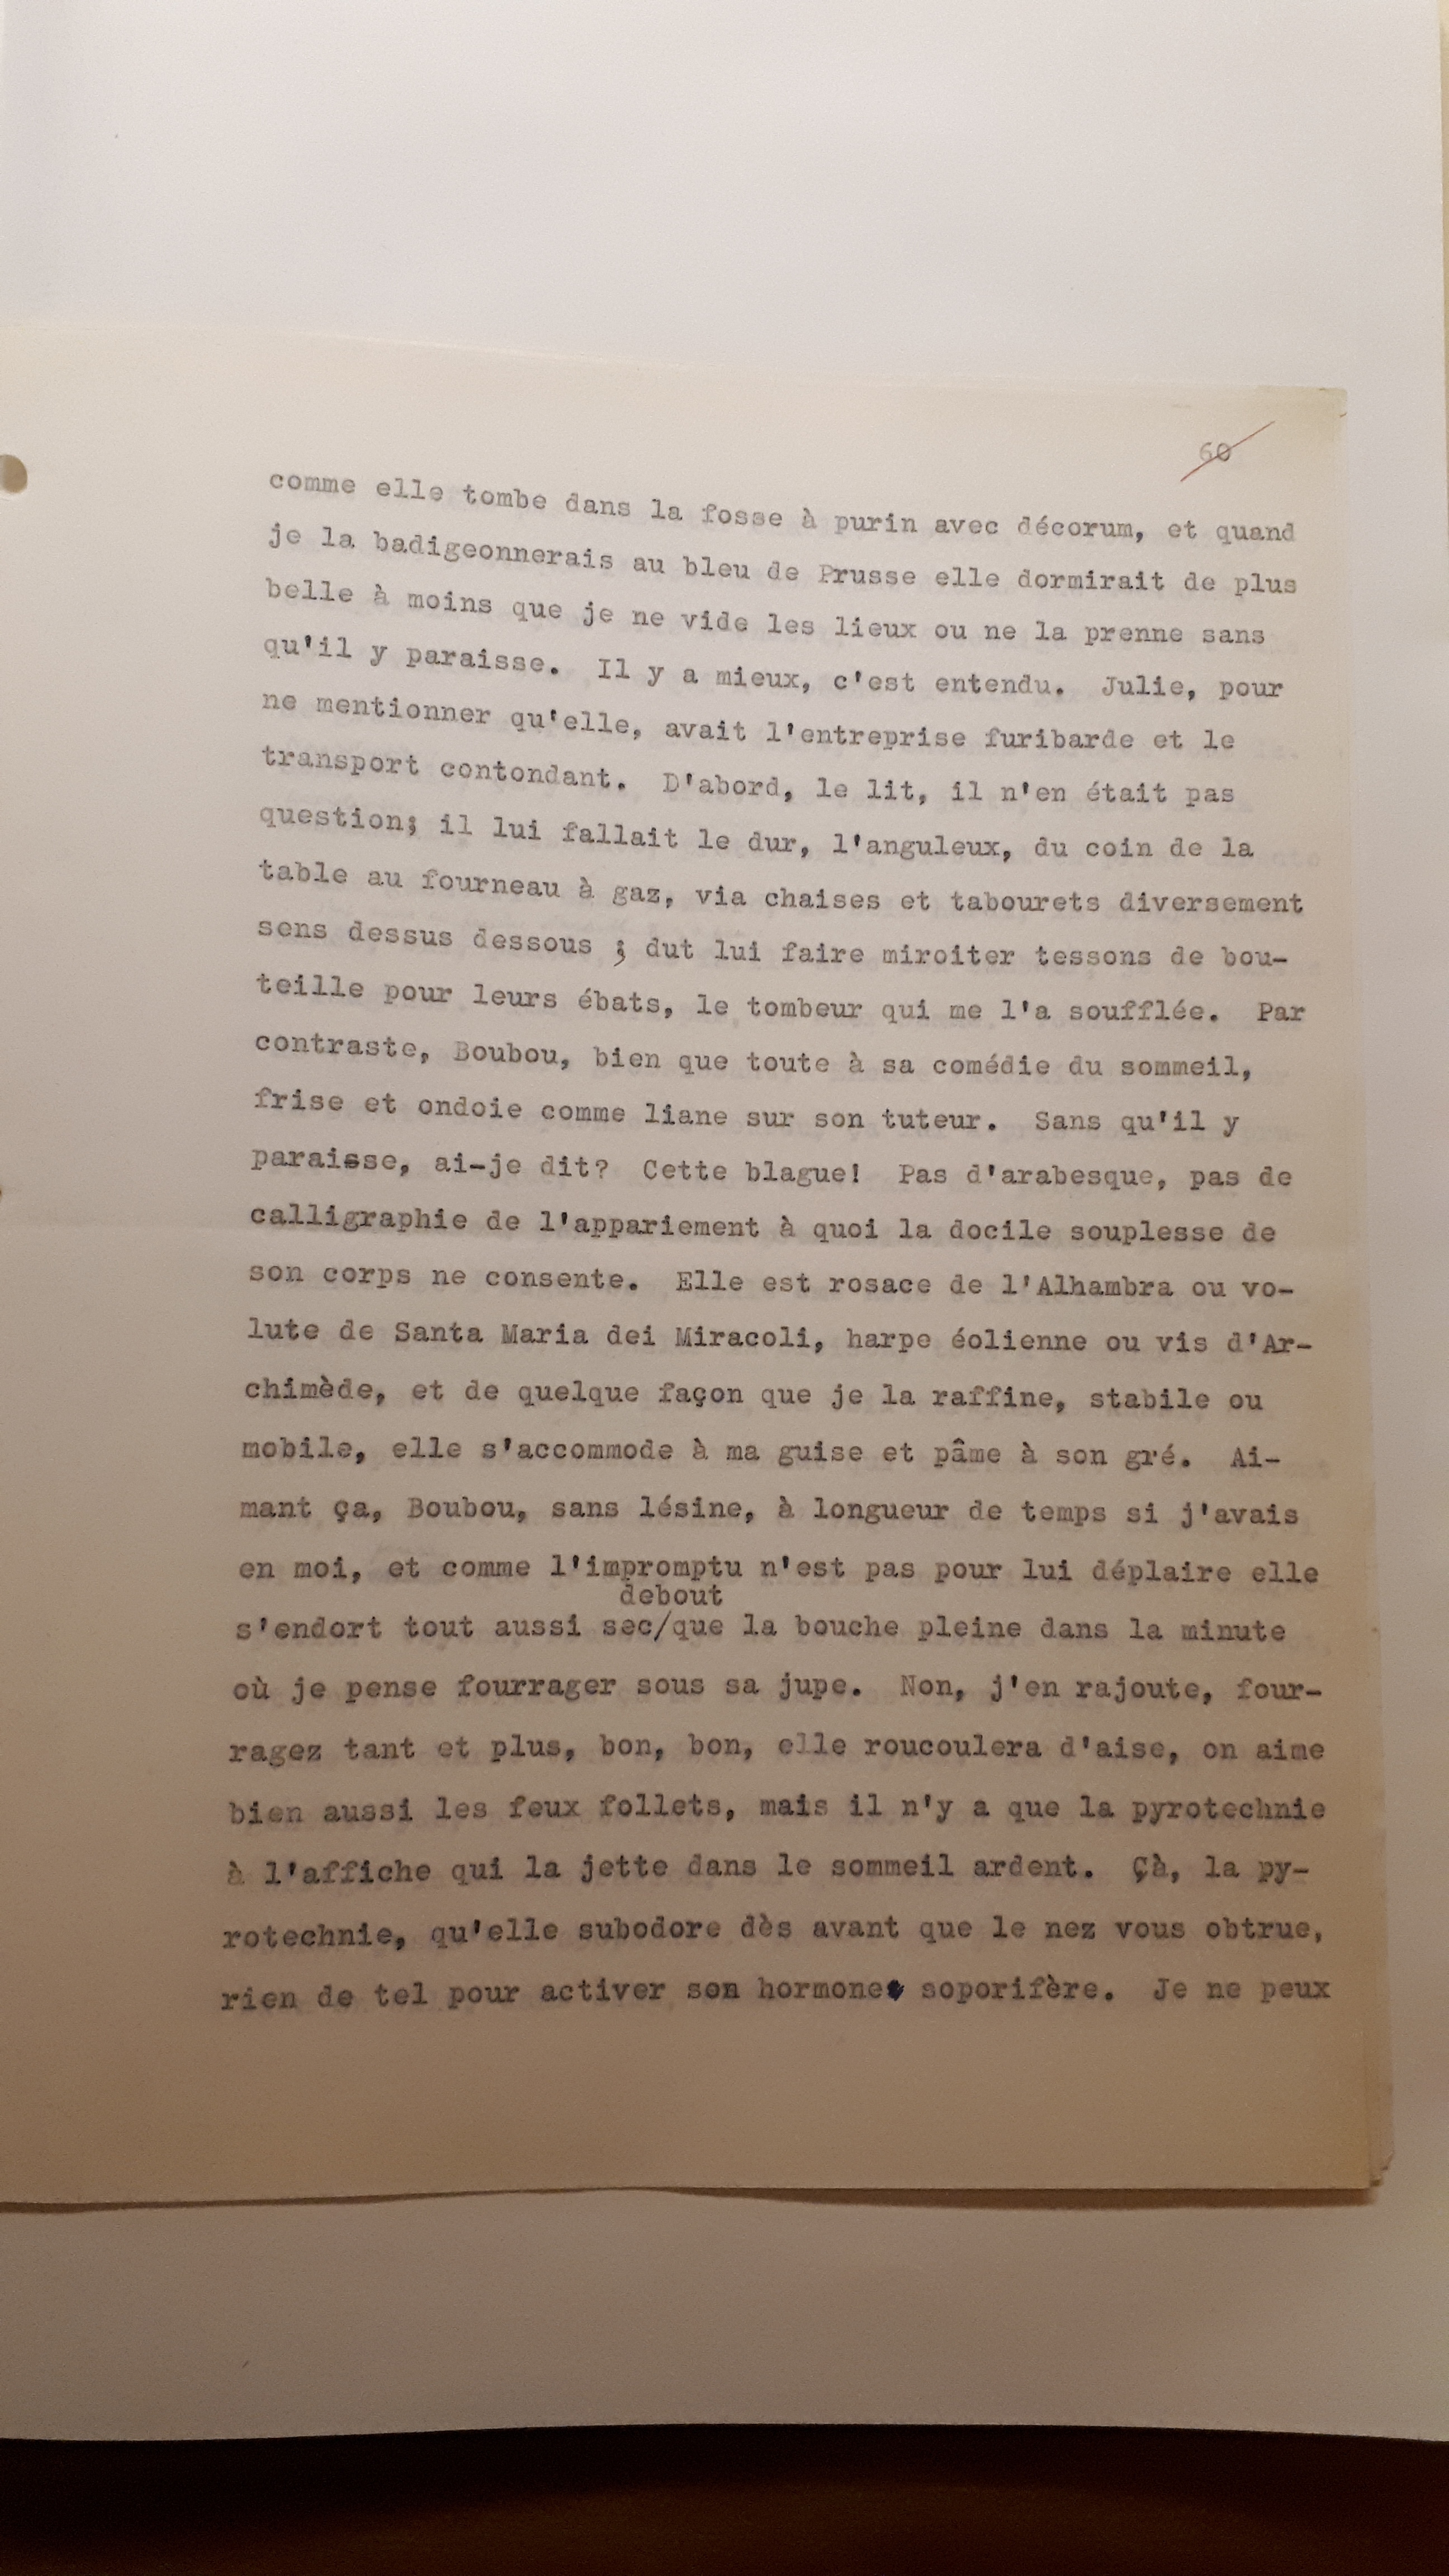 60
comme elle tombe dans la fosse à purin avec décorum, et quand
je la badigeonnerais au bleu de Prusse elle dormirait de plus
belle à moins que je ne vide les lieux ou ne la prenne sans
qu'il y paraisse. Il y a mieux, c'est entendu. Julie, pour
ne mentionner qu'elle, avait l'entreprise furibarde et le
transport contondant. D'abord, le lit, il n'en était pas
question; il lui fallait le dur, l'anguleux, du coin de la
table au fourneau à gaz, via chaises et tabourets diversement
sens dessus dessous ; dut lui faire miroiter tessons de bou-
teille pour leurs ébats, le tombeur qui me l'a soufflée. Par
contraste, Boubou, bien que toute à sa comédie du sommeil,
frise et ondoie comme liane sur son tuteur. Sans qu'il y
paraisse, ai-je dit? Cette blague! Pas d'arabesque, pas de
calligraphie de l'appariement à quoi la docile souplesse de
son corps ne consente. Elle est rosace de l'Alhambra ou vo-
lute de Santa Maria dei Miracoli, harpe éolienne ou vis d'Ar-
chimède, et de quelque façon que je la raffine, stabile ou
mobile, elle s'accommode à ma guise et pâme à son gré. Ai-
mant ça, Boubou, sans lésine, à longueur de temps si j'avais
en moi, et comme l'impromptu n'est pas pour lui déplaire elle
debout
s'endort tout aussi sec/que la bouche pleine dans la minute
où je pense fourrager sous sa jupe. Non, j'en rajoute, four-
ragez tant et plus, bon, bon, elle roucoulera d'aise, on aime
bien aussi les feux follets, mais il n'y a que la pyrotechnie
à l'affiche qui la jette dans le sommeil ardent. Çà, la py-
rotechnie, qu'elle subodore dès avant que le nez vous obtrue,
rien de tel pour activer son hormone soporifère. Je ne peux